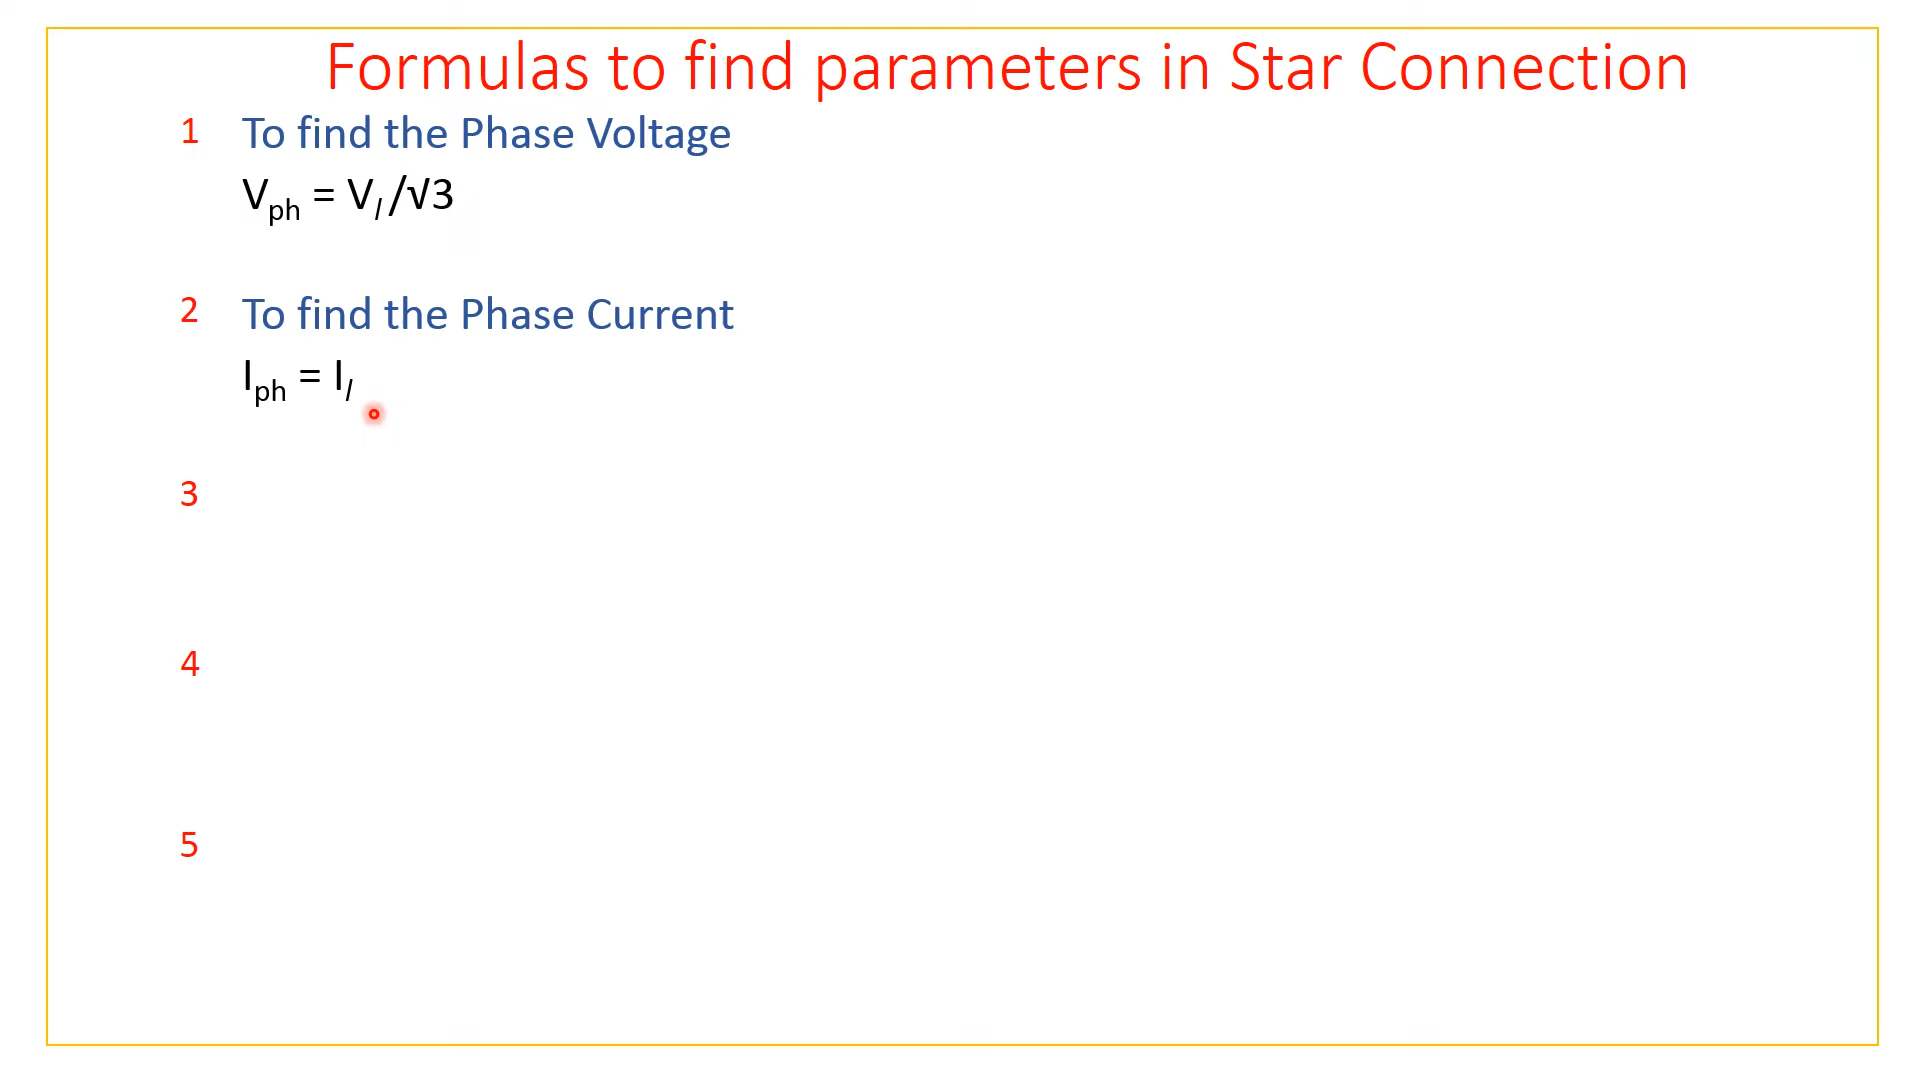 Formulas to find parameters in Star Connection
1 To find the Phase Voltage
Vph = Vl /√3
2 To find the Phase Current
Iph = Il
3
4
5